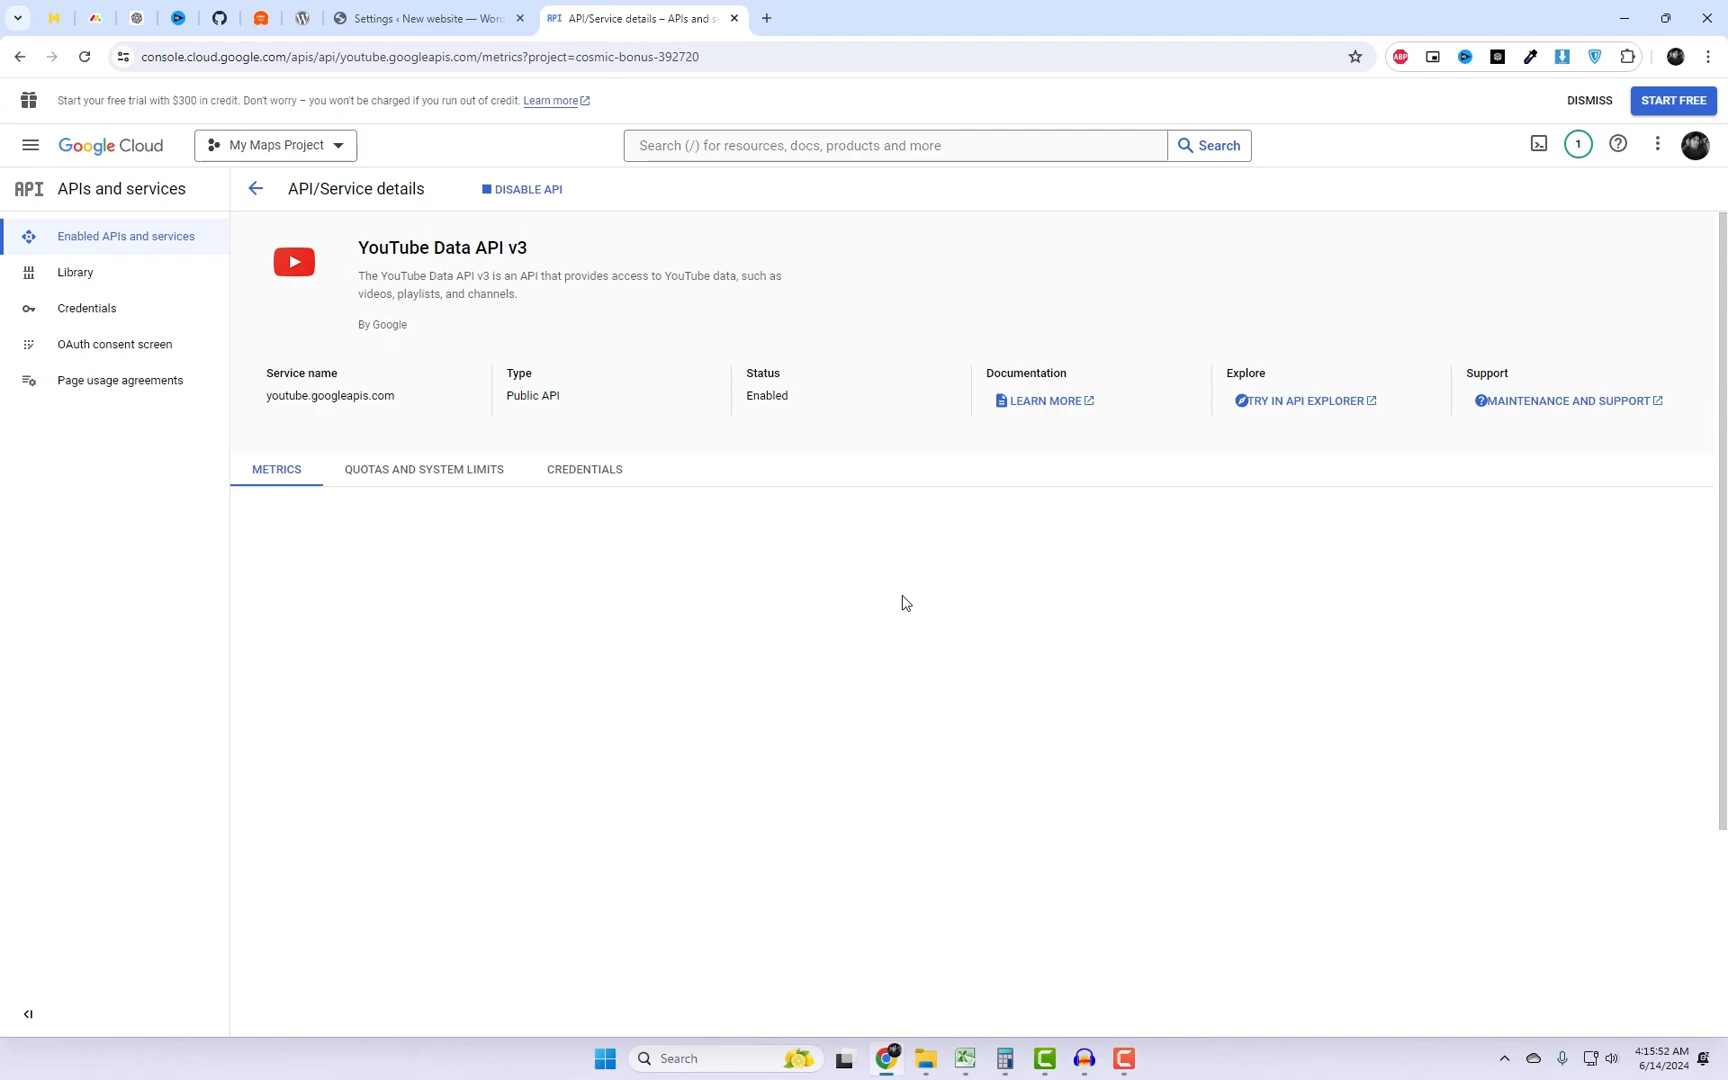 Settings ‹ New website — Word
API API/Service details – APIs and se
console.cloud.google.com/apis/api/youtube.googleapis.com/metrics?project=cosmic-bonus-392720
ABP
Start your free trial with $300 in credit. Don't worry – you won't be charged if you run out of credit. Learn more
DISMISS
START FREE
Google Cloud
My Maps Project
Search (/) for resources, docs, products and more
Search
1
API APIs and services
API/Service details
DISABLE API
Enabled APIs and services
Library
Credentials
OAuth consent screen
Page usage agreements
YouTube Data API v3
The YouTube Data API v3 is an API that provides access to YouTube data, such as
videos, playlists, and channels.
By Google
Service name
youtube.googleapis.com
Type
Public API
Status
Enabled
Documentation
LEARN MORE
Explore
TRY IN API EXPLORER
Support
MAINTENANCE AND SUPPORT
METRICS
QUOTAS AND SYSTEM LIMITS
CREDENTIALS
Search
4:15:52 AM
6/14/2024